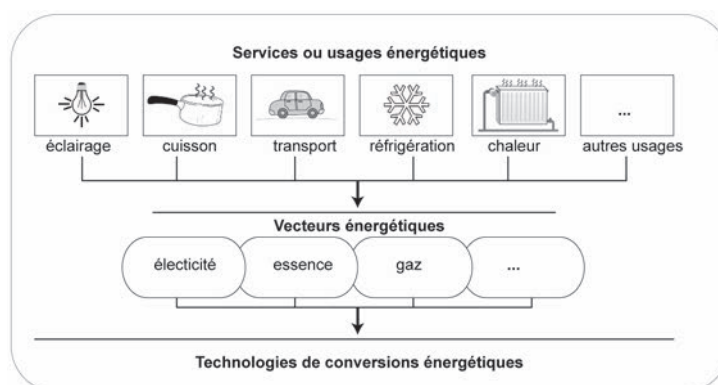 Services ou usages énergétiques
éclairage cuisson transport réfrigération chaleur autres usages
...
Vecteurs énergétiques
électicité essence gaz ...
Technologies de conversions énergétiques